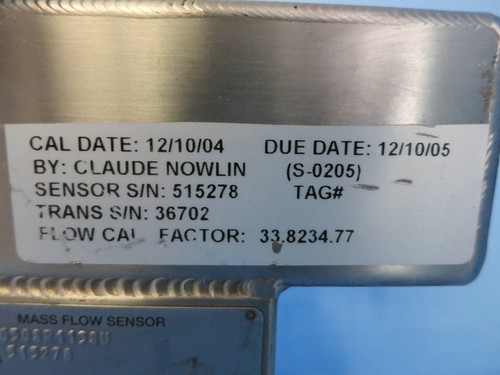 CAL DATE: 12/10/04 DUE DATE: 12/10/05
BY: CLAUDE NOWLIN (S-0205)
SENSOR S/N: 515278 TAG#
TRANS S/N: 36702
FLOW CAL FACTOR: 33.8234.77
MASS FLOW SENSOR
515278